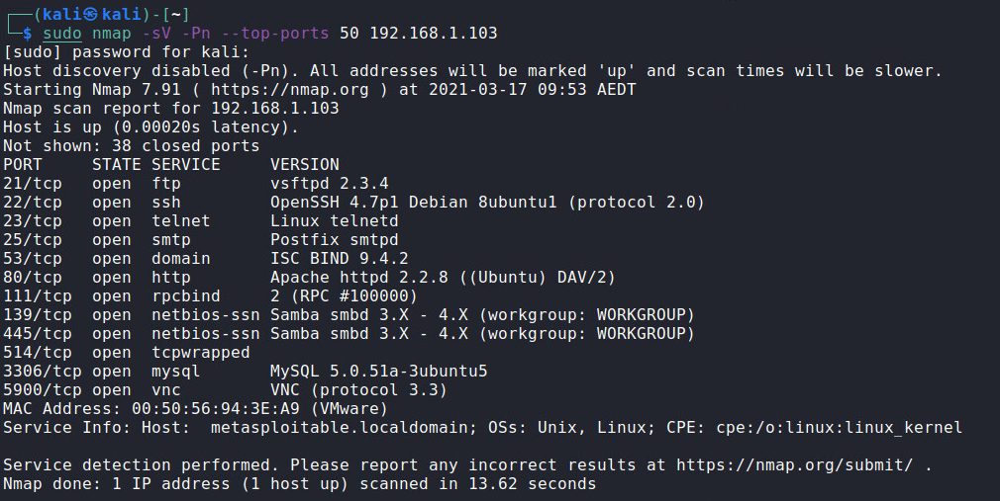 ┌──(kali㉿kali)-[~]
└─$ sudo nmap -sV -Pn --top-ports 50 192.168.1.103
[sudo] password for kali:
Host discovery disabled (-Pn). All addresses will be marked 'up' and scan times will be slower.
Starting Nmap 7.91 ( https://nmap.org ) at 2021-03-17 09:53 AEDT
Nmap scan report for 192.168.1.103
Host is up (0.00020s latency).
Not shown: 38 closed ports
PORT     STATE SERVICE     VERSION
21/tcp   open  ftp         vsftpd 2.3.4
22/tcp   open  ssh         OpenSSH 4.7p1 Debian 8ubuntu1 (protocol 2.0)
23/tcp   open  telnet      Linux telnetd
25/tcp   open  smtp        Postfix smtpd
53/tcp   open  domain      ISC BIND 9.4.2
80/tcp   open  http        Apache httpd 2.2.8 ((Ubuntu) DAV/2)
111/tcp  open  rpcbind     2 (RPC #100000)
139/tcp  open  netbios-ssn Samba smbd 3.X - 4.X (workgroup: WORKGROUP)
445/tcp  open  netbios-ssn Samba smbd 3.X - 4.X (workgroup: WORKGROUP)
514/tcp  open  tcpwrapped
3306/tcp open  mysql       MySQL 5.0.51a-3ubuntu5
5900/tcp open  vnc         VNC (protocol 3.3)
MAC Address: 00:50:56:94:3E:A9 (VMware)
Service Info: Host:  metasploitable.localdomain; OSs: Unix, Linux; CPE: cpe:/o:linux:linux_kernel

Service detection performed. Please report any incorrect results at https://nmap.org/submit/ .
Nmap done: 1 IP address (1 host up) scanned in 13.62 seconds